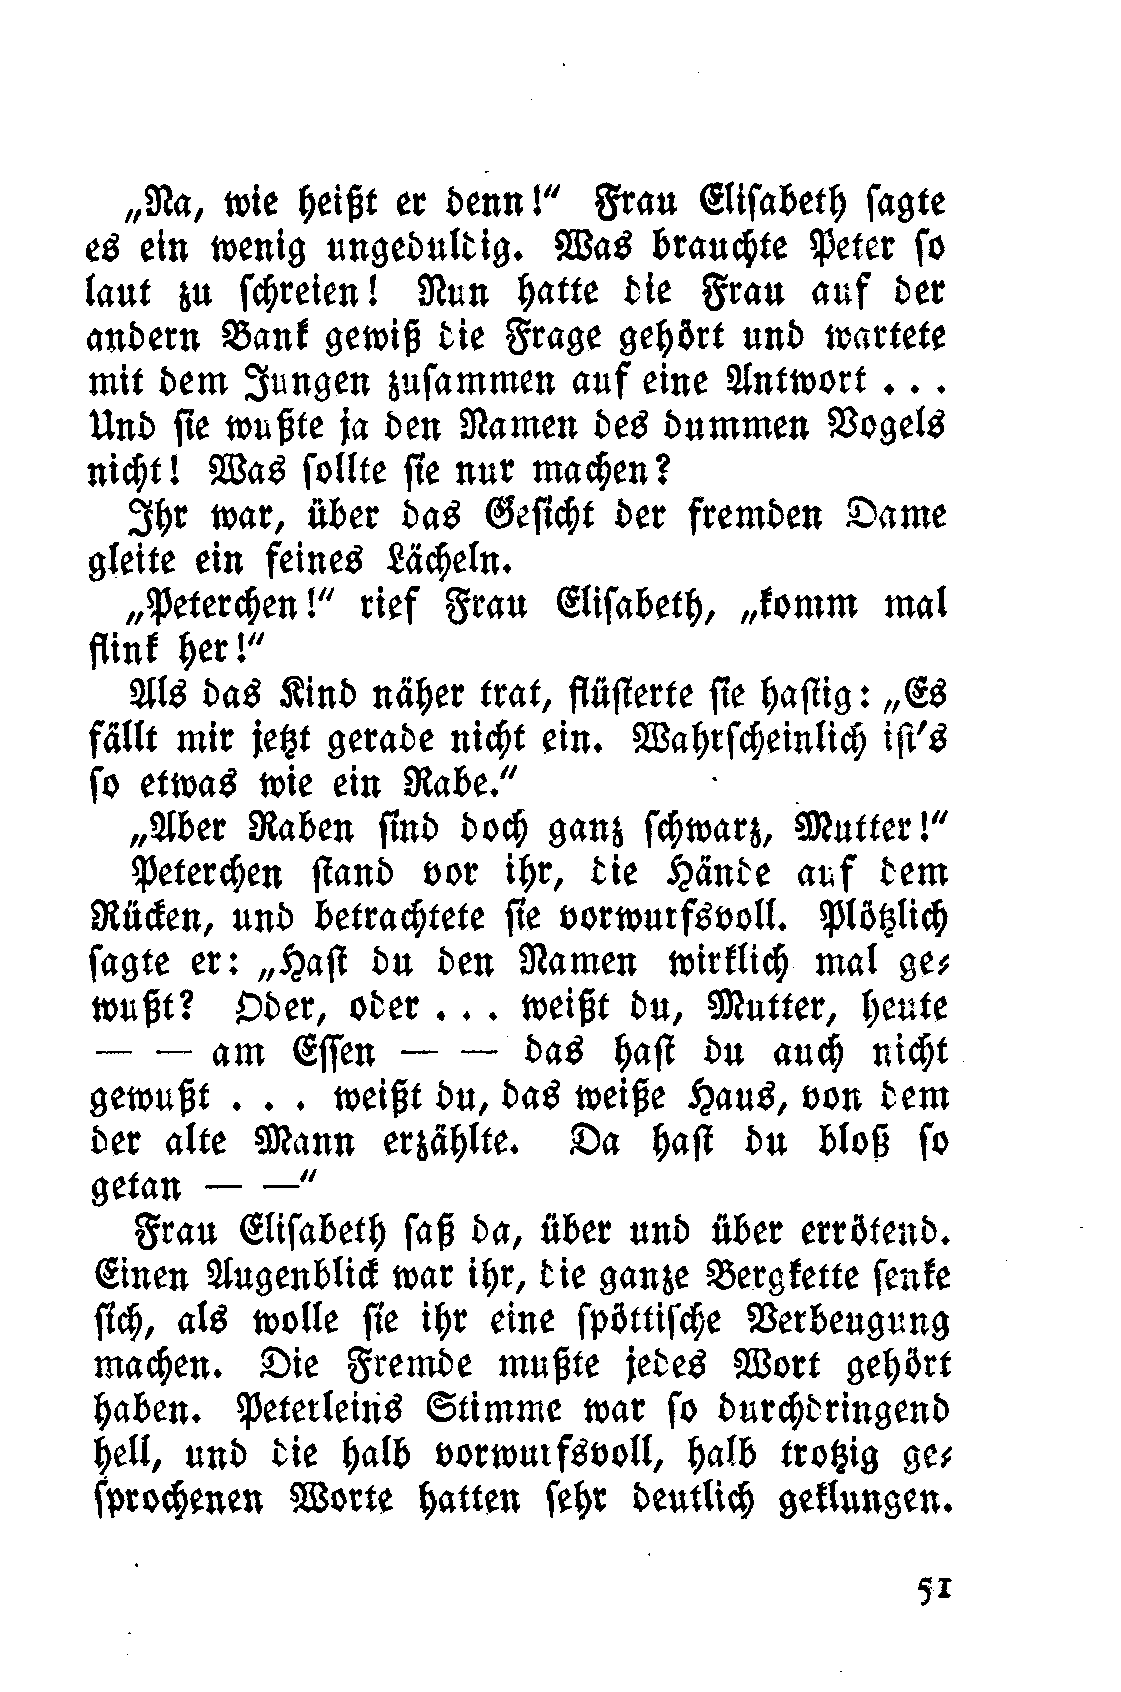 „Na, wie heißt er denn!“ Frau Elisabeth sagte
es ein wenig ungeduldig. Was brauchte Peter so
laut zu schreien! Nun hatte die Frau auf der
andern Bank gewiß die Frage gehört und wartete
mit dem Jungen zusammen auf eine Antwort . . .
Und sie wußte ja den Namen des dummen Vogels
nicht! Was sollte sie nur machen?
Ihr war, über das Gesicht der fremden Dame
gleite ein feines Lächeln.
„Peterchen!“ rief Frau Elisabeth, „komm mal
flink her!“
Als das Kind näher trat, flüsterte sie hastig: „Es
fällt mir jetzt gerade nicht ein. Wahrscheinlich ist's
so etwas wie ein Rabe.“
„Aber Raben sind doch ganz schwarz, Mutter!“
Peterchen stand vor ihr, die Hände auf dem
Rücken, und betrachtete sie vorwurfsvoll. Plötzlich
sagte er: „Hast du den Namen wirklich mal ge-
wußt? Oder, oder . . . weißt du, Mutter, heute
— — am Essen — — das hast du auch nicht
gewußt . . . weißt du, das weiße Haus, von dem
der alte Mann erzählte. Da hast du bloß so
getan — —“
Frau Elisabeth saß da, über und über errötend.
Einen Augenblick war ihr, die ganze Bergkette senke
sich, als wolle sie ihr eine spöttische Verbeugung
machen. Die Fremde mußte jedes Wort gehört
haben. Peterleins Stimme war so durchdringend
hell, und die halb vorwurfsvoll, halb trotzig ge-
sprochenen Worte hatten sehr deutlich geklungen.
51